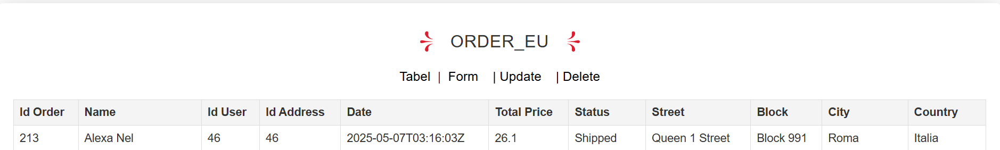 ORDER_EU
Tabel | Form | Update | Delete
Id Order Name Id User Id Address Date Total Price Status Street Block City Country
213 Alexa Nel 46 46 2025-05-07T03:16:03Z 26.1 Shipped Queen 1 Street Block 991 Roma Italia